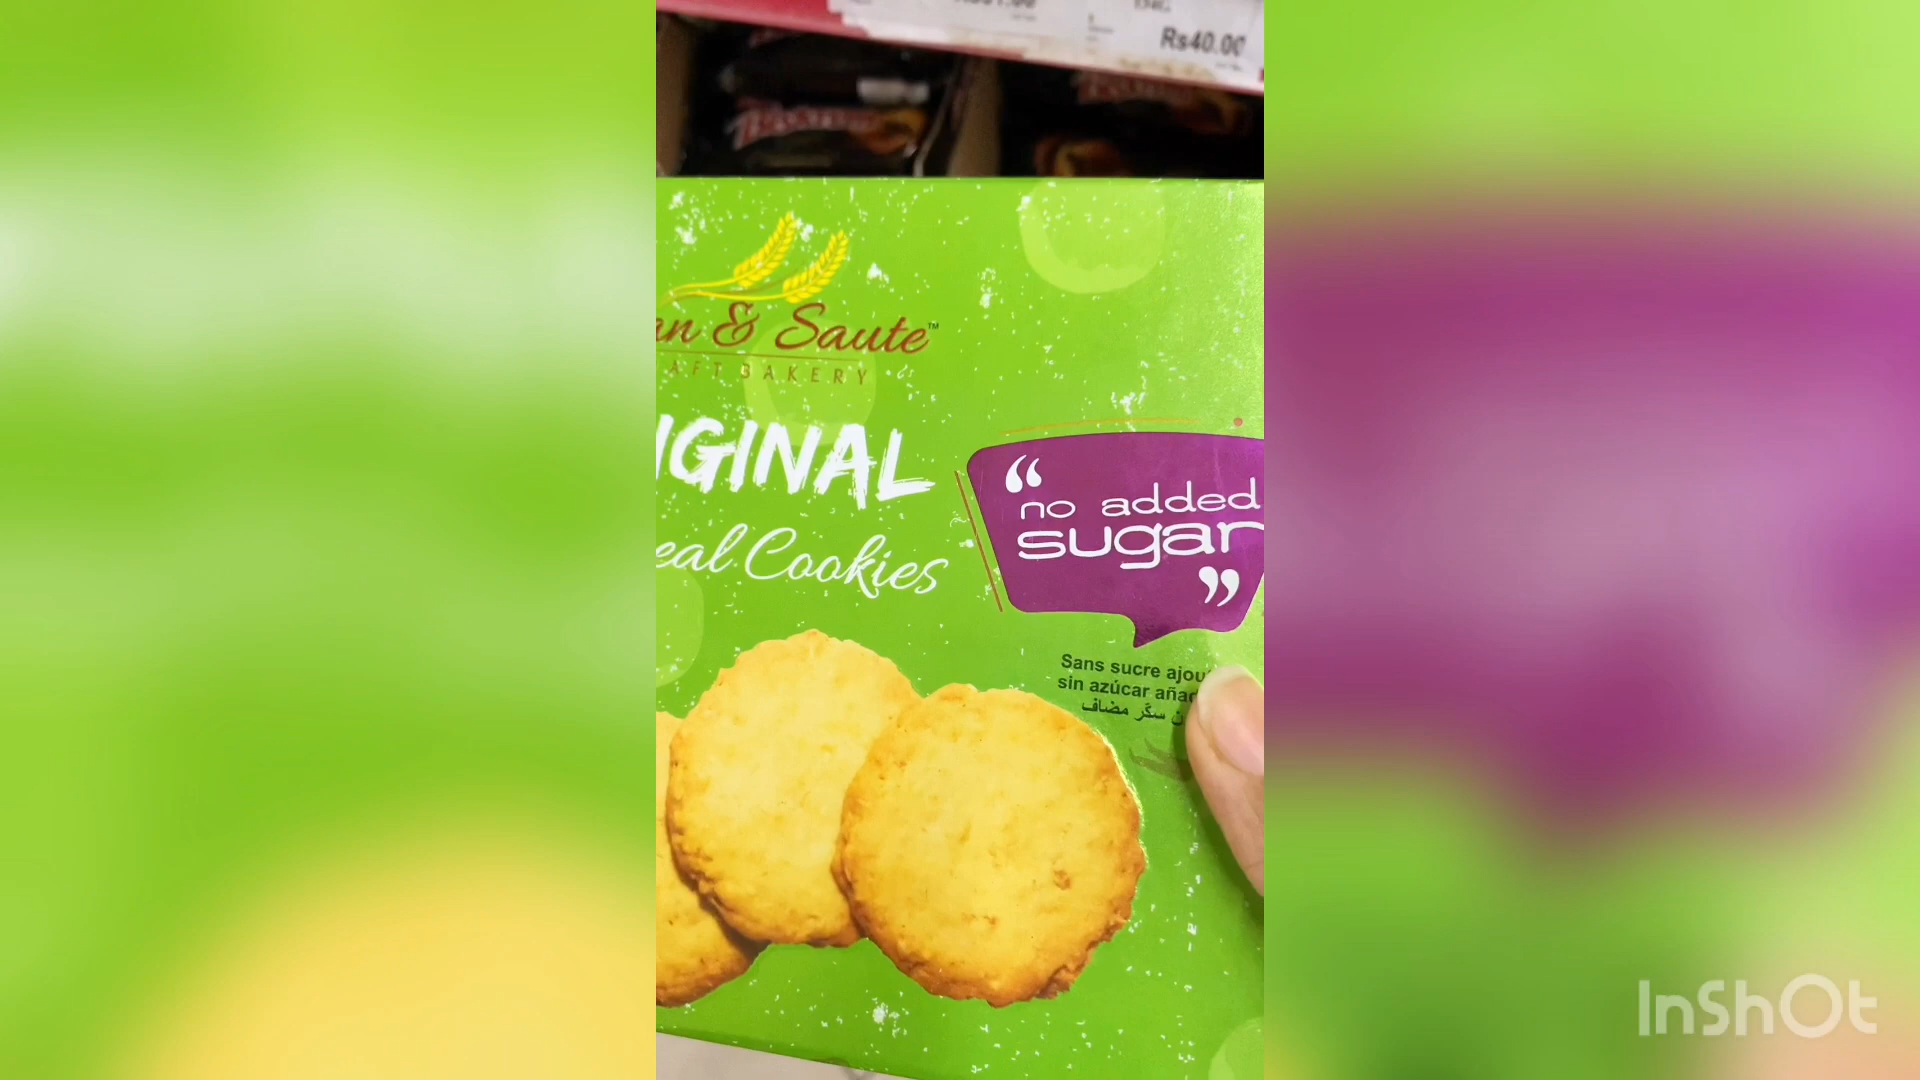 Rs40.00
an & Saute™
AFT BAKERY
IGINAL
eal Cookies
“
no added
sugar
”
Sans sucre ajou
sin azúcar aña
ن سكّر مضاف
InShOt